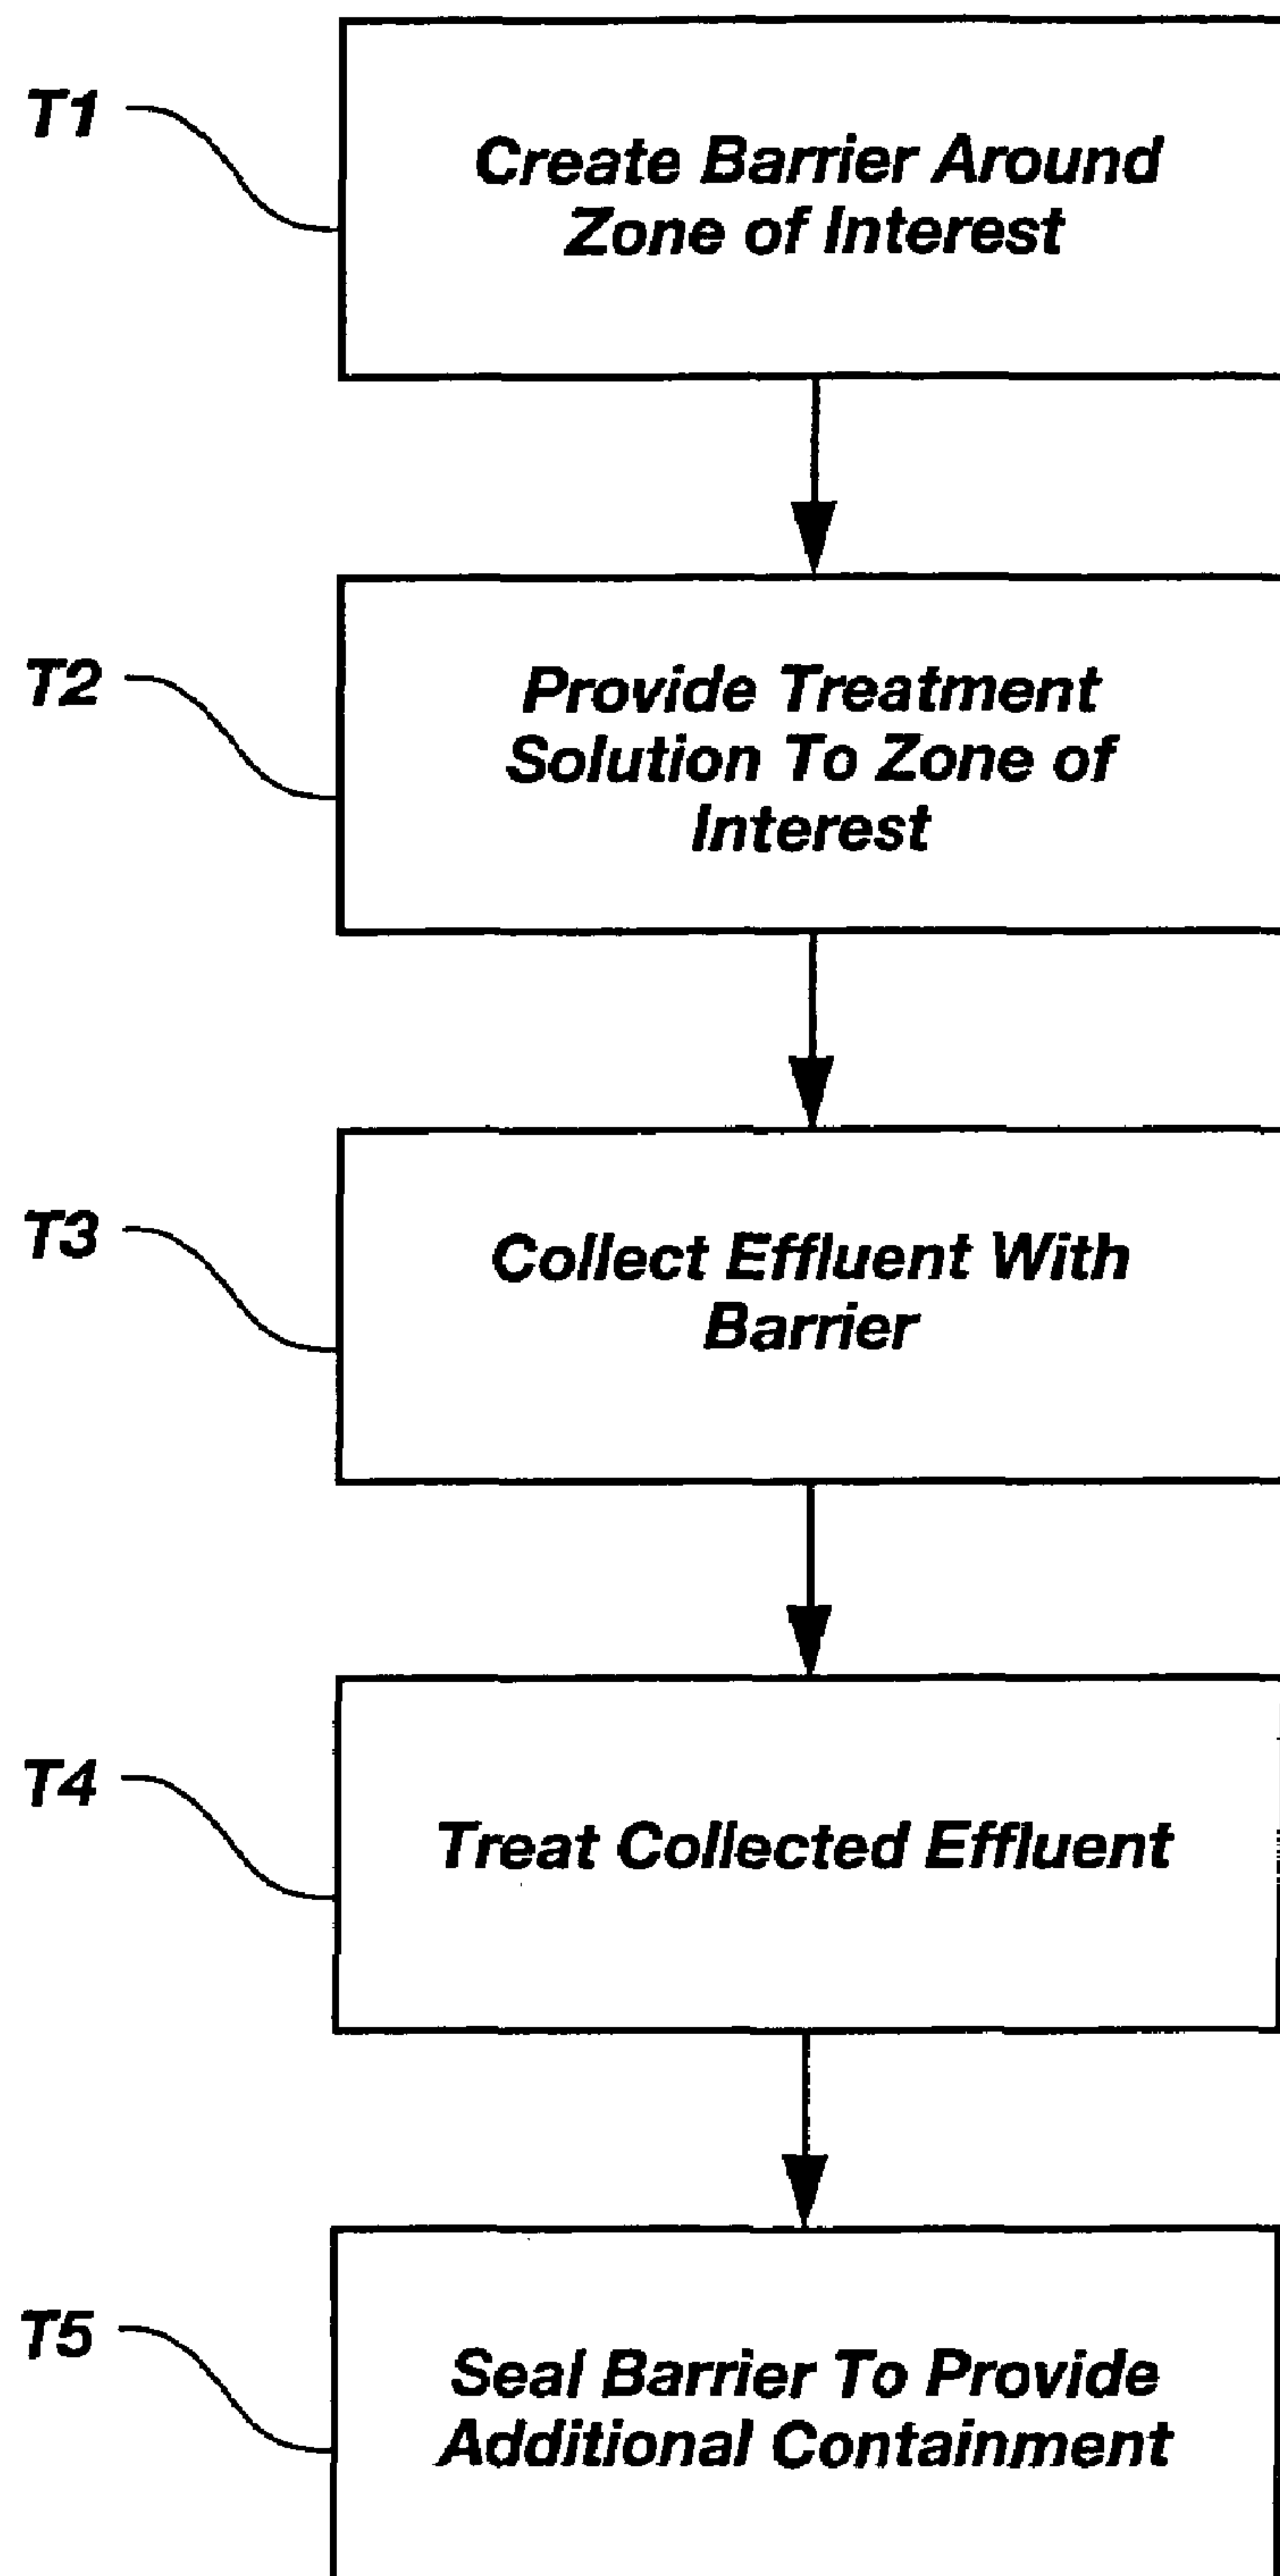 T1
Create Barrier Around
Zone of Interest
T2
Provide Treatment
Solution To Zone of
Interest
T3
Collect Effluent With
Barrier
T4
Treat Collected Effluent
T5
Seal Barrier To Provide
Additional Containment